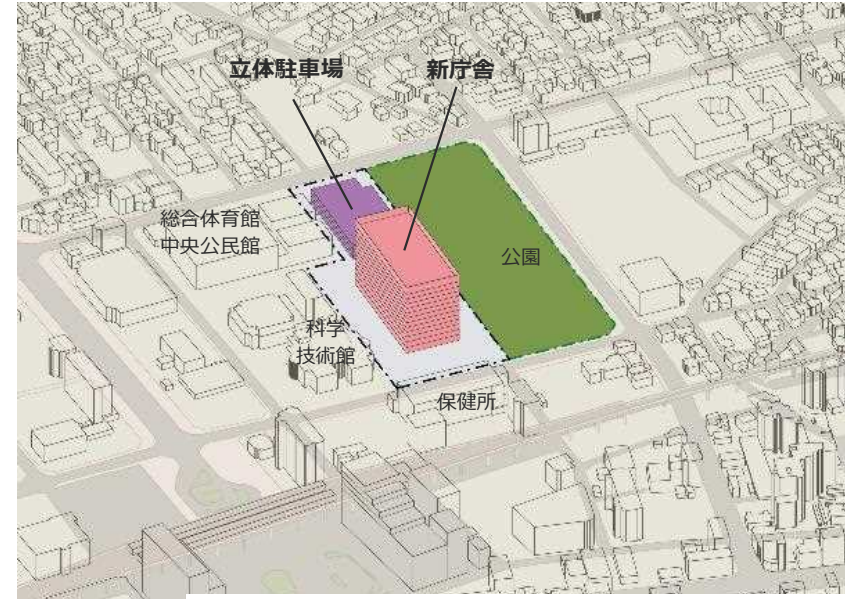 立体駐車場
新庁舎
総合体育館
中央公民館
公園
科学
技術館
保健所